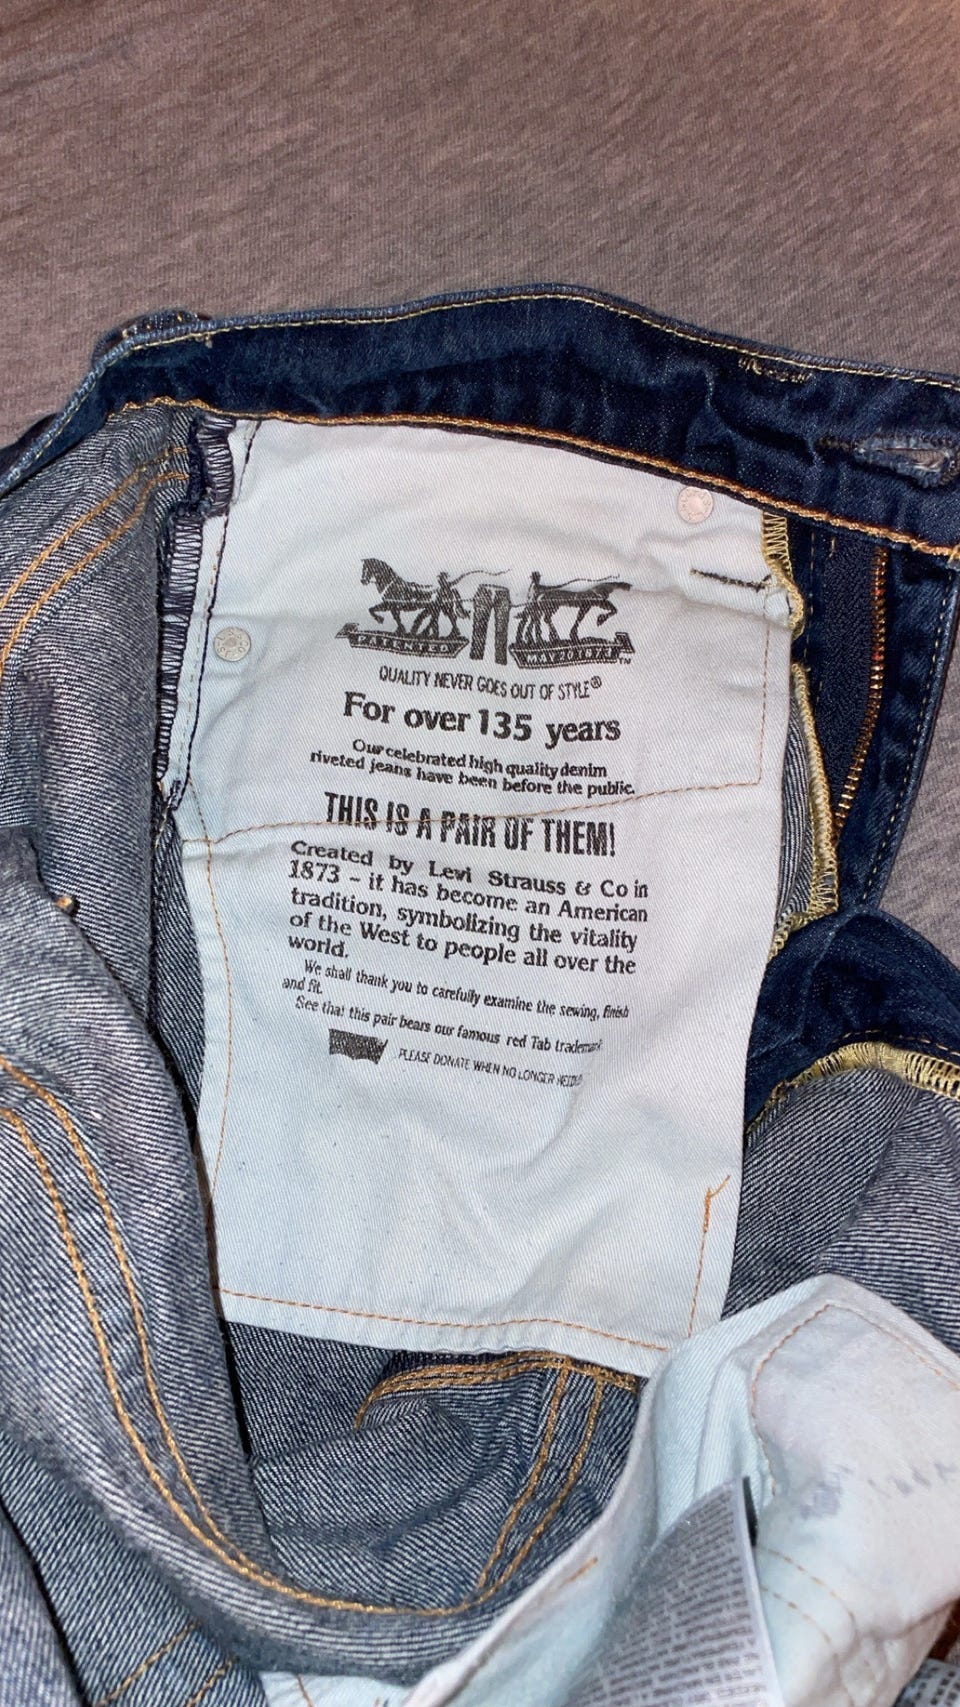 PATENTED
MAY 20 1873 ™
QUALITY NEVER GOES OUT OF STYLE®
For over 135 years
Our celebrated high quality denim
riveted jeans have been before the public.
THIS IS A PAIR OF THEM!
Created by Levi Strauss & Co in
1873 – it has become an American
tradition, symbolizing the vitality
of the West to people all over the
world.
We shall thank you to carefully examine the sewing, finish
and fit.
See that this pair bears our famous red Tab trademark
PLEASE DONATE WHEN NO LONGER NEEDED